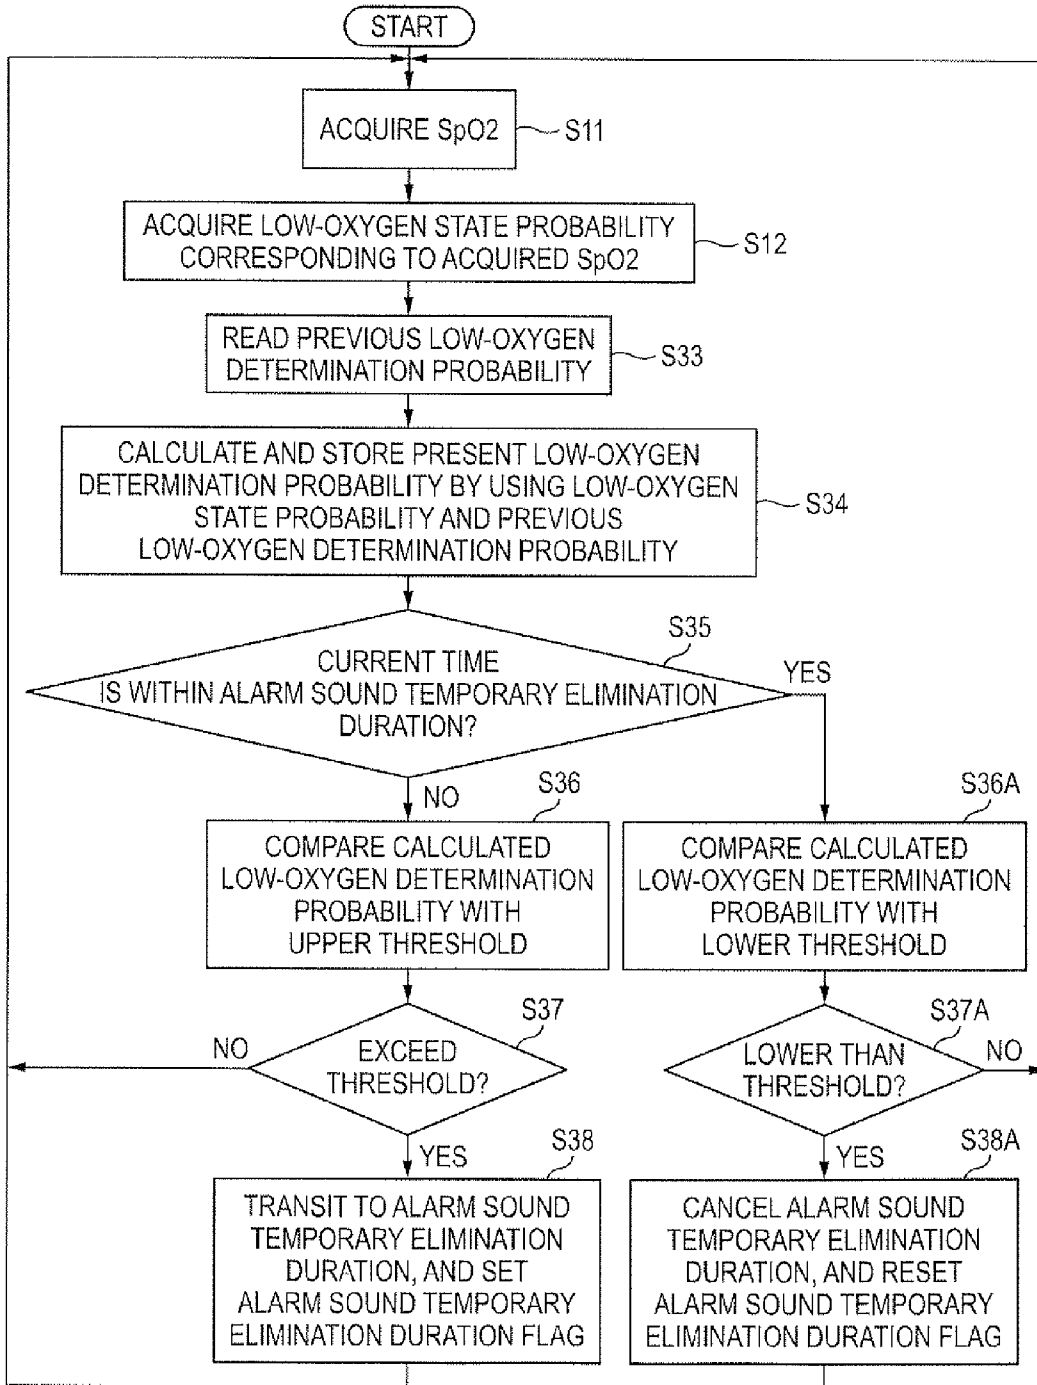 START
ACQUIRE SpO2
S11
ACQUIRE LOW-OXYGEN STATE PROBABILITY
CORRESPONDING TO ACQUIRED SpO2
S12
READ PREVIOUS LOW-OXYGEN
DETERMINATION PROBABILITY
S33
CALCULATE AND STORE PRESENT LOW-OXYGEN
DETERMINATION PROBABILITY BY USING LOW-OXYGEN
STATE PROBABILITY AND PREVIOUS
LOW-OXYGEN DETERMINATION PROBABILITY
S34
S35
CURRENT TIME
IS WITHIN ALARM SOUND TEMPORARY ELIMINATION
DURATION?
YES
NO
S36
COMPARE CALCULATED
LOW-OXYGEN DETERMINATION
PROBABILITY WITH
UPPER THRESHOLD
S36A
COMPARE CALCULATED
LOW-OXYGEN DETERMINATION
PROBABILITY WITH
LOWER THRESHOLD
S37
NO
EXCEED
THRESHOLD?
YES
S37A
LOWER THAN
THRESHOLD?
NO
YES
S38
TRANSIT TO ALARM SOUND
TEMPORARY ELIMINATION
DURATION, AND SET
ALARM SOUND TEMPORARY
ELIMINATION DURATION FLAG
S38A
CANCEL ALARM SOUND
TEMPORARY ELIMINATION
DURATION, AND RESET
ALARM SOUND TEMPORARY
ELIMINATION DURATION FLAG